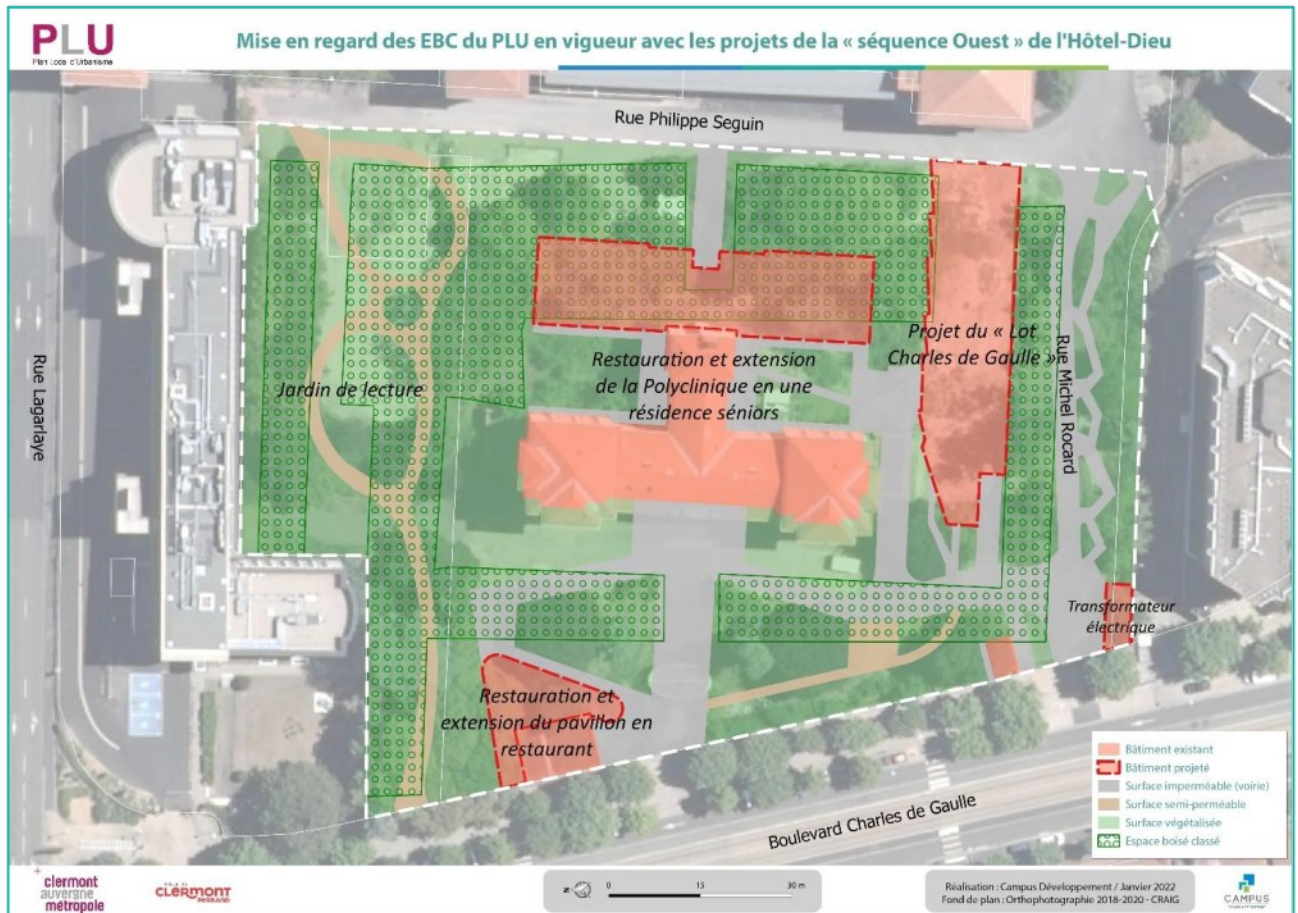 PLU
Plan Local d'Urbanisme
Mise en regard des EBC du PLU en vigueur avec les projets de la « séquence Ouest » de l'Hôtel-Dieu
Rue Philippe Seguin
Rue Lagarlaye
Jardin de lecture
Restauration et extension
de la Polyclinique en une
résidence séniors
Projet du « Lot
Charles de Gaulle »
Rue Michel Rocard
Transformateur
électrique
Restauration et
extension du pavillon en
restaurant
Boulevard Charles de Gaulle
Bâtiment existant
Bâtiment projeté
Surface imperméable (voirie)
Surface semi-perméable
Surface végétalisée
Espace boisé classé
clermont
auvergne
métropole
CLERMONT
FERRAND
N
0 15 30 m
Réalisation : Campus Développement / Janvier 2022
Fond de plan : Orthophotographie 2018-2020 - CRAIG
CAMPUS